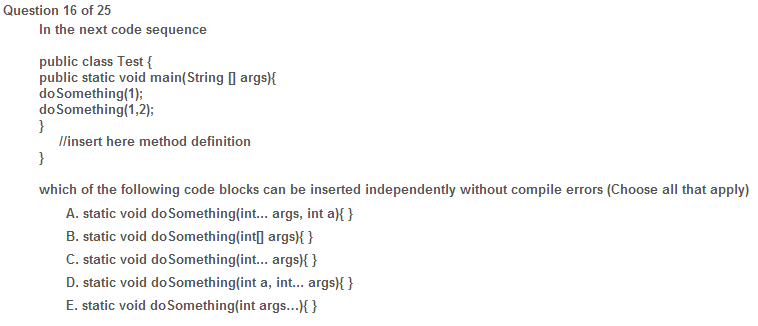 Question 16 of 25
In the next code sequence
public class Test {
public static void main(String [] args){
doSomething(1);
doSomething(1,2);
}
//insert here method definition
}
which of the following code blocks can be inserted independently without compile errors (Choose all that apply)
A. static void doSomething(int... args, int a){ }
B. static void doSomething(int[] args){ }
C. static void doSomething(int... args){ }
D. static void doSomething(int a, int... args){ }
E. static void doSomething(int args...){ }